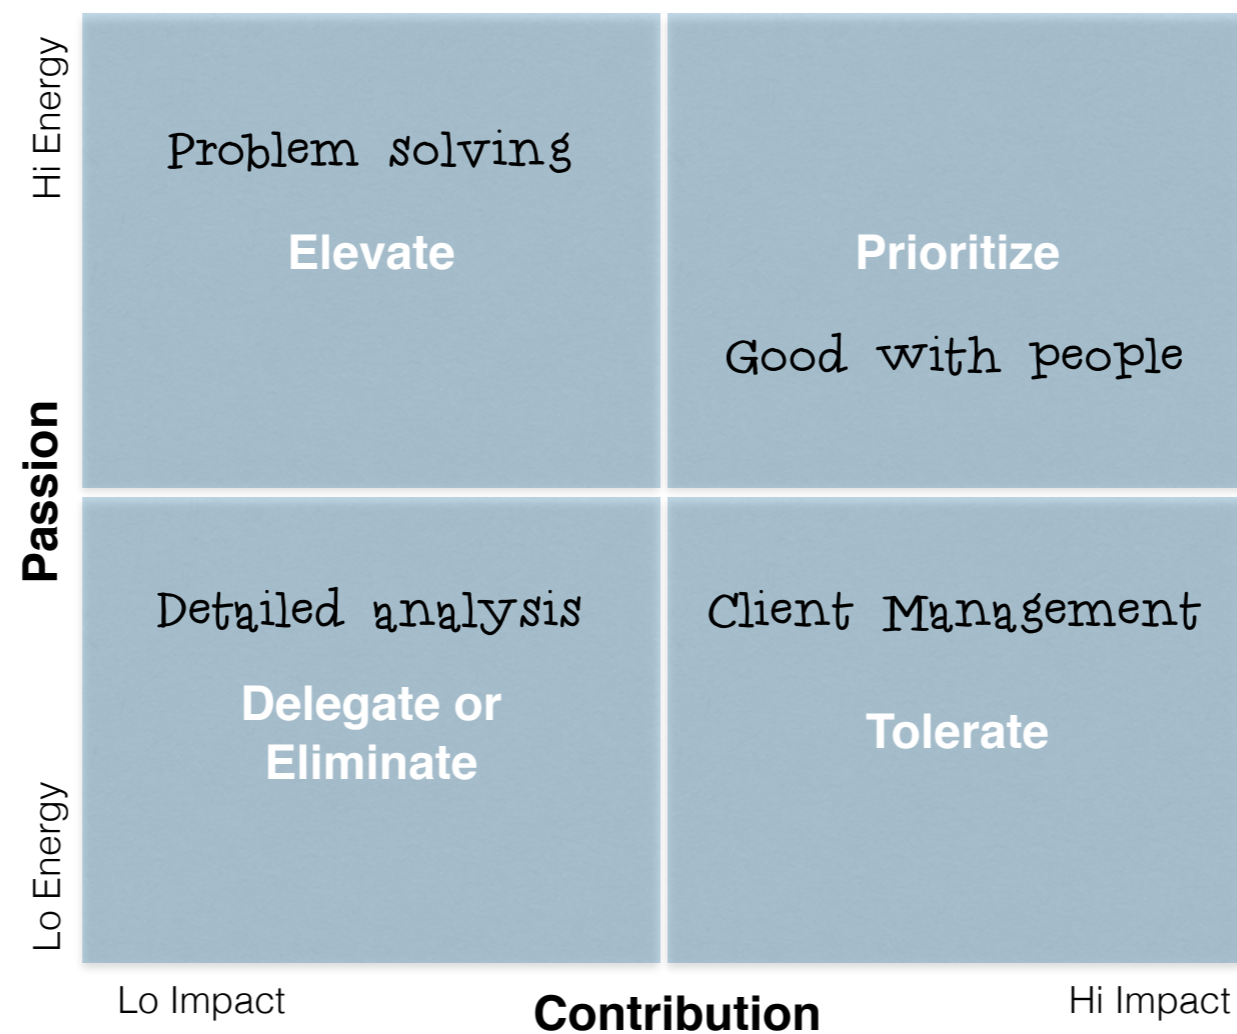 Hi Energy
Problem solving
Elevate
Prioritize
Good with people
Passion
Detailed analysis
Client Management
Delegate or
Eliminate
Tolerate
Lo Energy
Lo Impact
Contribution
Hi Impact